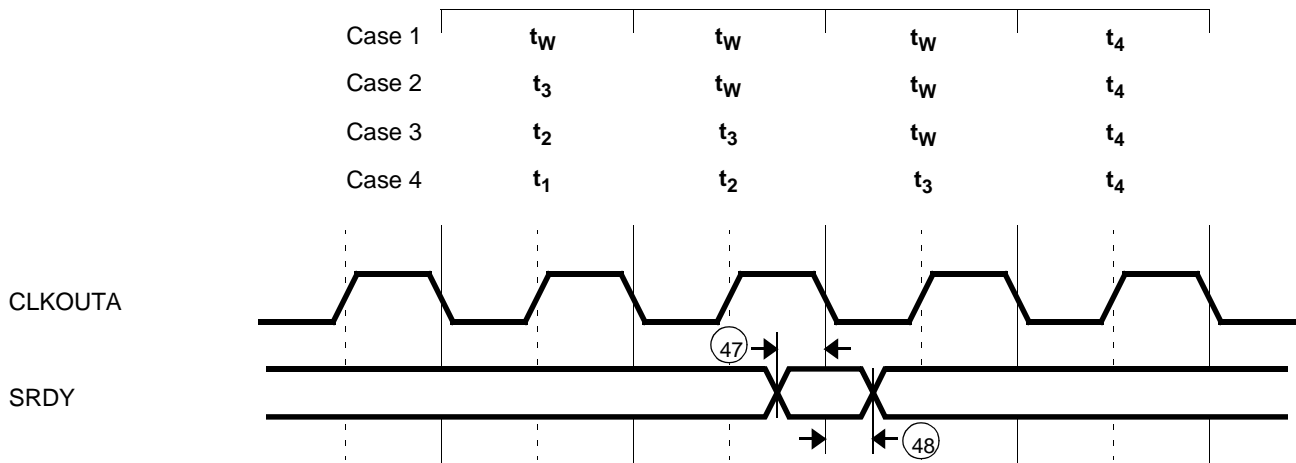 Case 1 tW tW tW t4
Case 2 t3 tW tW t4
Case 3 t2 t3 tW t4
Case 4 t1 t2 t3 t4
CLKOUTA
47
SRDY
48